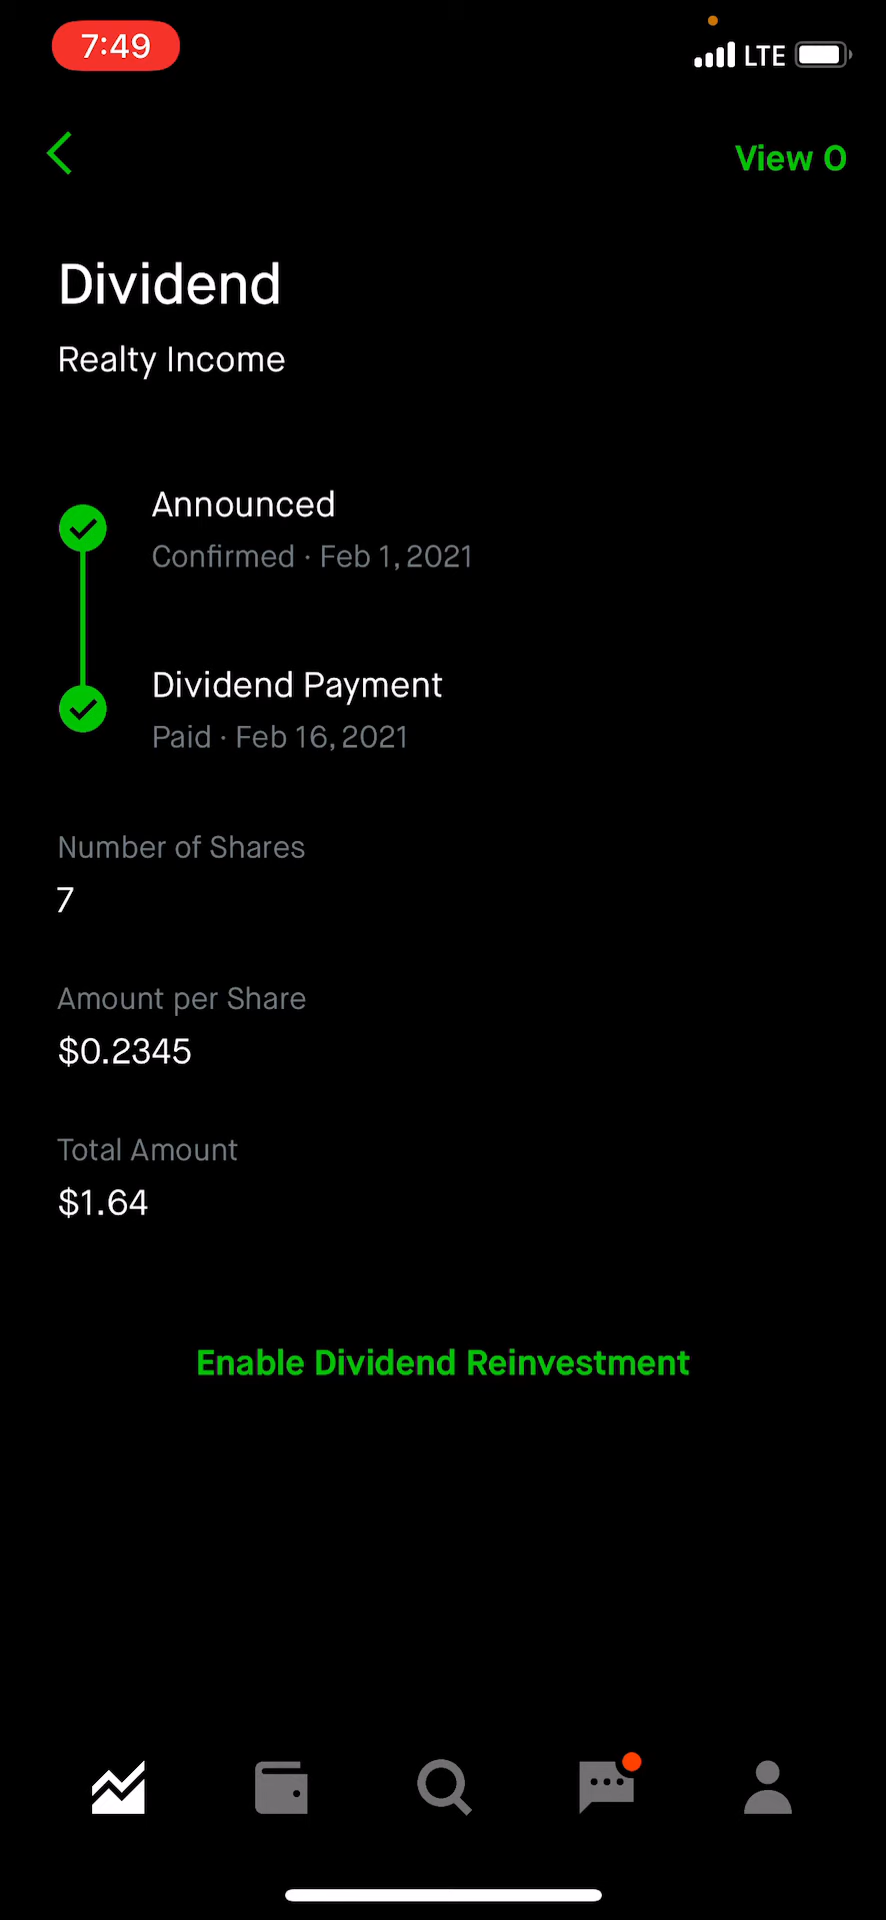 7:49
LTE
View O
Dividend
Realty Income
Announced
Confirmed · Feb 1, 2021
Dividend Payment
Paid · Feb 16, 2021
Number of Shares
7
Amount per Share
$0.2345
Total Amount
$1.64
Enable Dividend Reinvestment